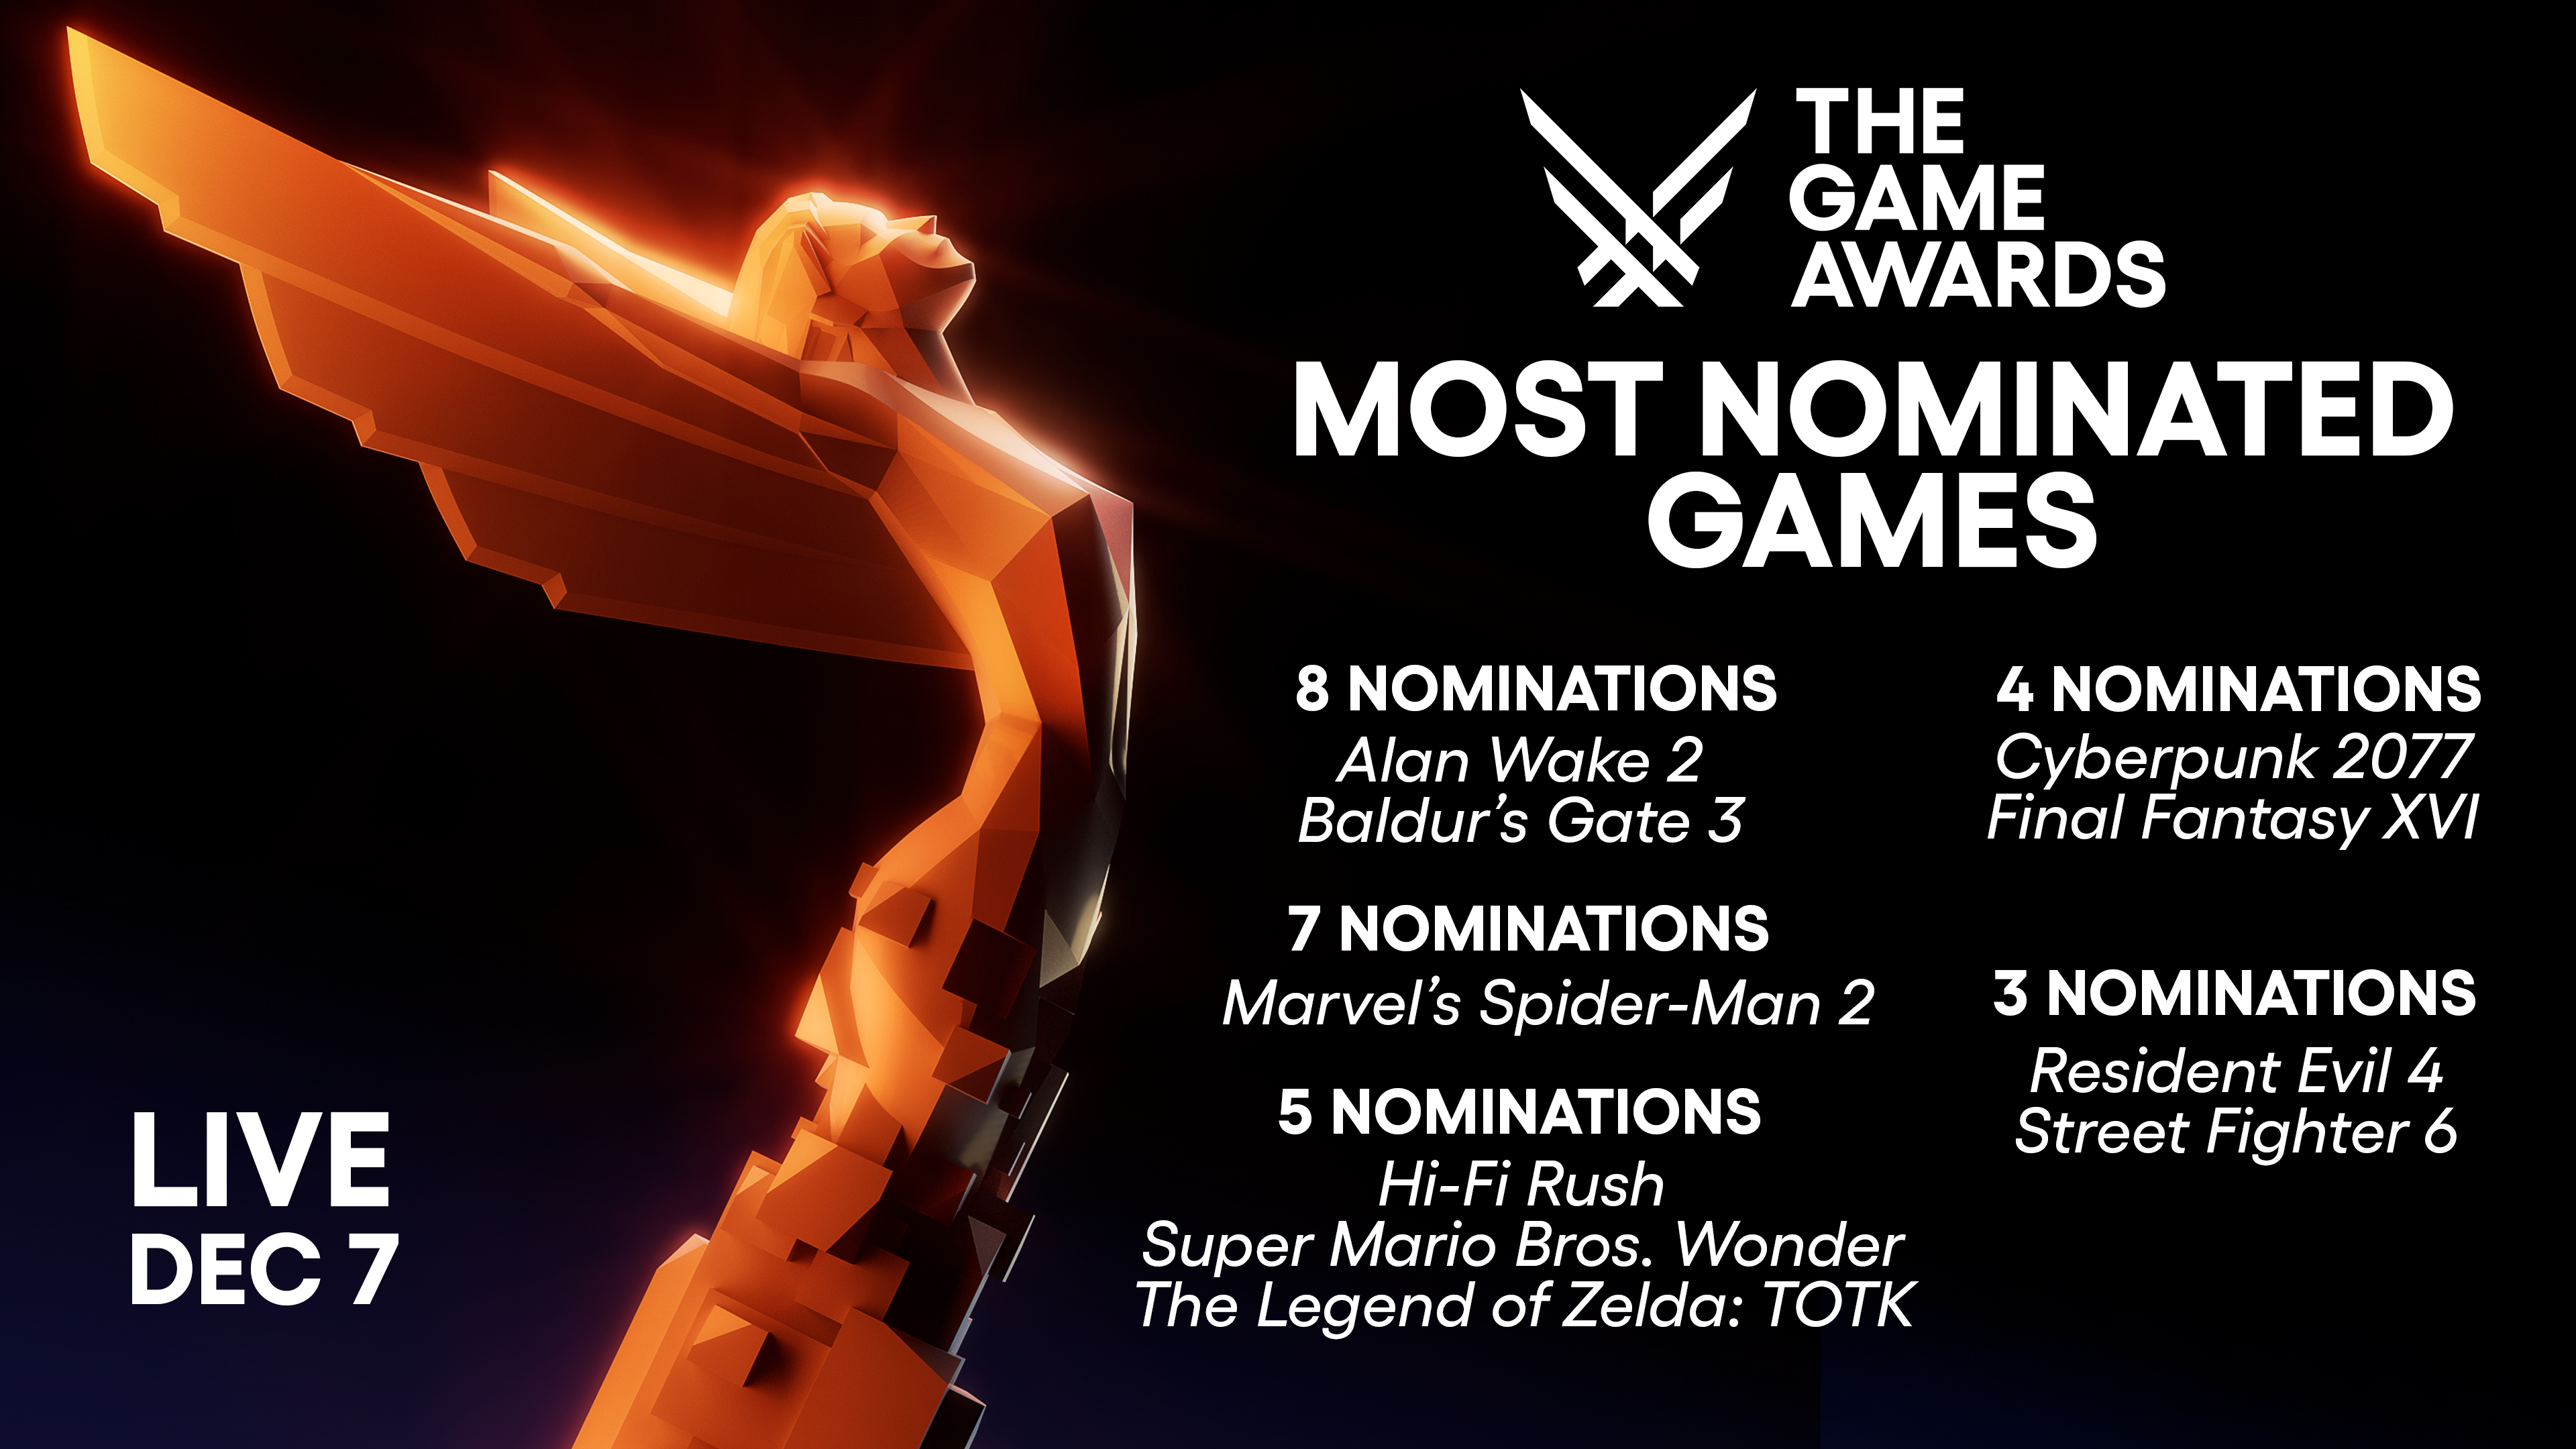 THE
GAME
AWARDS
MOST NOMINATED
GAMES
8 NOMINATIONS
Alan Wake 2
Baldur’s Gate 3
7 NOMINATIONS
Marvel’s Spider-Man 2
5 NOMINATIONS
Hi-Fi Rush
Super Mario Bros. Wonder
The Legend of Zelda: TOTK
4 NOMINATIONS
Cyberpunk 2077
Final Fantasy XVI
3 NOMINATIONS
Resident Evil 4
Street Fighter 6
LIVE
DEC 7